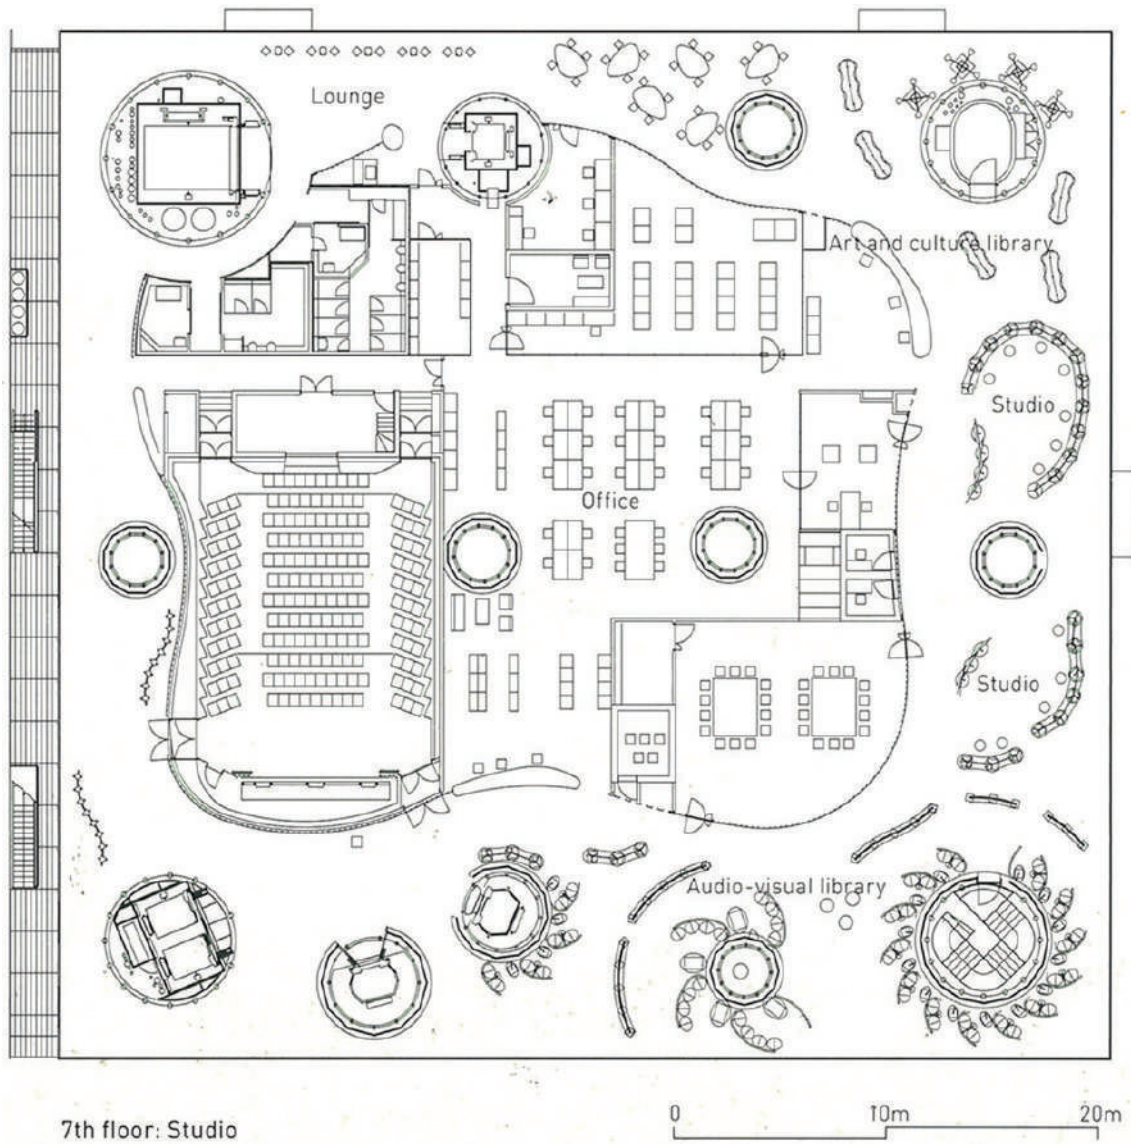 Lounge
Art and culture library
Studio
Office
Studio
Audio-visual library
7th floor: Studio
0 10m 20m